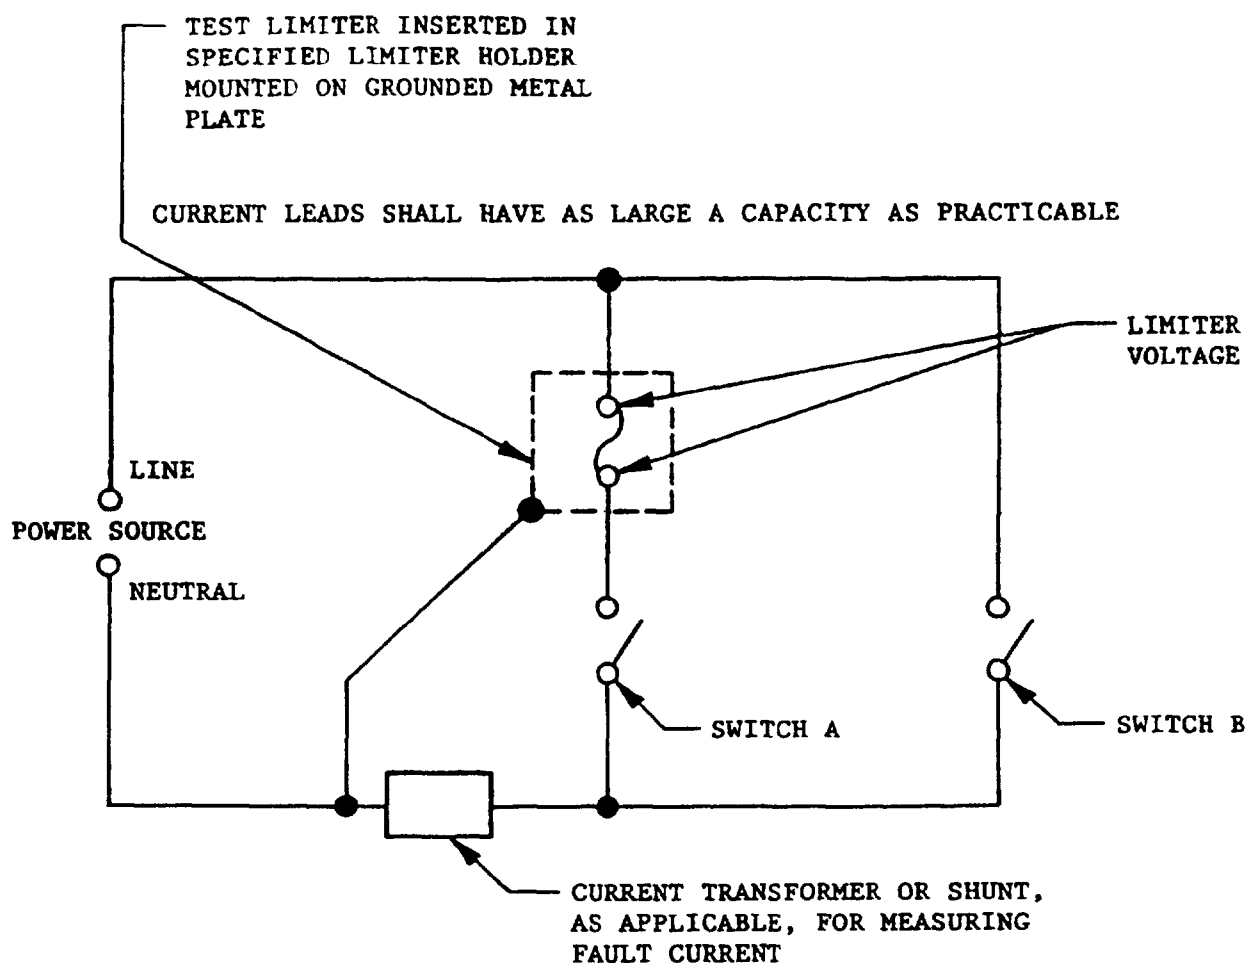 TEST LIMITER INSERTED IN
SPECIFIED LIMITER HOLDER
MOUNTED ON GROUNDED METAL
PLATE
CURRENT LEADS SHALL HAVE AS LARGE A CAPACITY AS PRACTICABLE
LIMITER
VOLTAGE
LINE
POWER SOURCE
NEUTRAL
SWITCH A
SWITCH B
CURRENT TRANSFORMER OR SHUNT,
AS APPLICABLE, FOR MEASURING
FAULT CURRENT